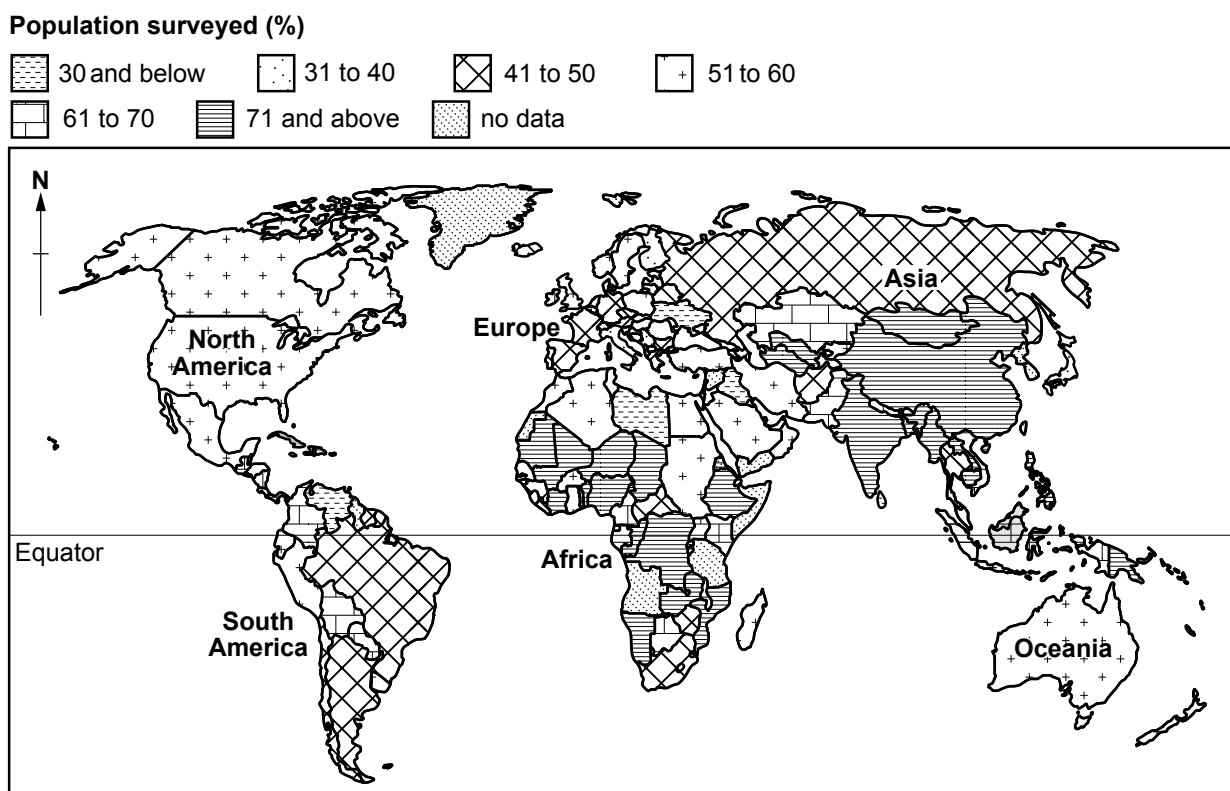 Population surveyed (%)
30 and below 31 to 40 41 to 50 51 to 60
61 to 70 71 and above no data
N
Asia
Europe
North
America
Equator
Africa
South
America
Oceania